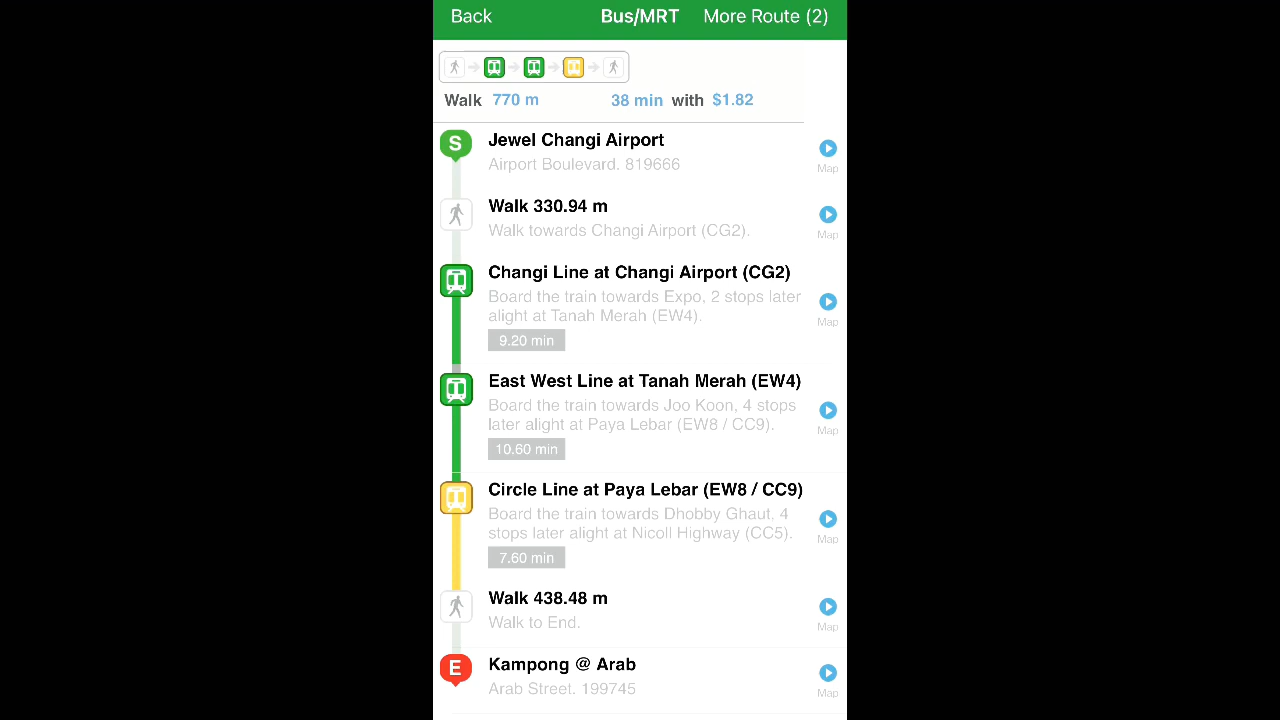 Back Bus/MRT More Route (2)
Walk 770 m 38 min with $1.82
S Jewel Changi Airport
Airport Boulevard. 819666
Map
Walk 330.94 m
Walk towards Changi Airport (CG2).
Map
Changi Line at Changi Airport (CG2)
Board the train towards Expo, 2 stops later
alight at Tanah Merah (EW4).
Map
9.20 min
East West Line at Tanah Merah (EW4)
Board the train towards Joo Koon, 4 stops
later alight at Paya Lebar (EW8 / CC9).
Map
10.60 min
Circle Line at Paya Lebar (EW8 / CC9)
Board the train towards Dhobby Ghaut, 4
stops later alight at Nicoll Highway (CC5).
Map
7.60 min
Walk 438.48 m
Walk to End.
Map
E Kampong @ Arab
Arab Street. 199745
Map